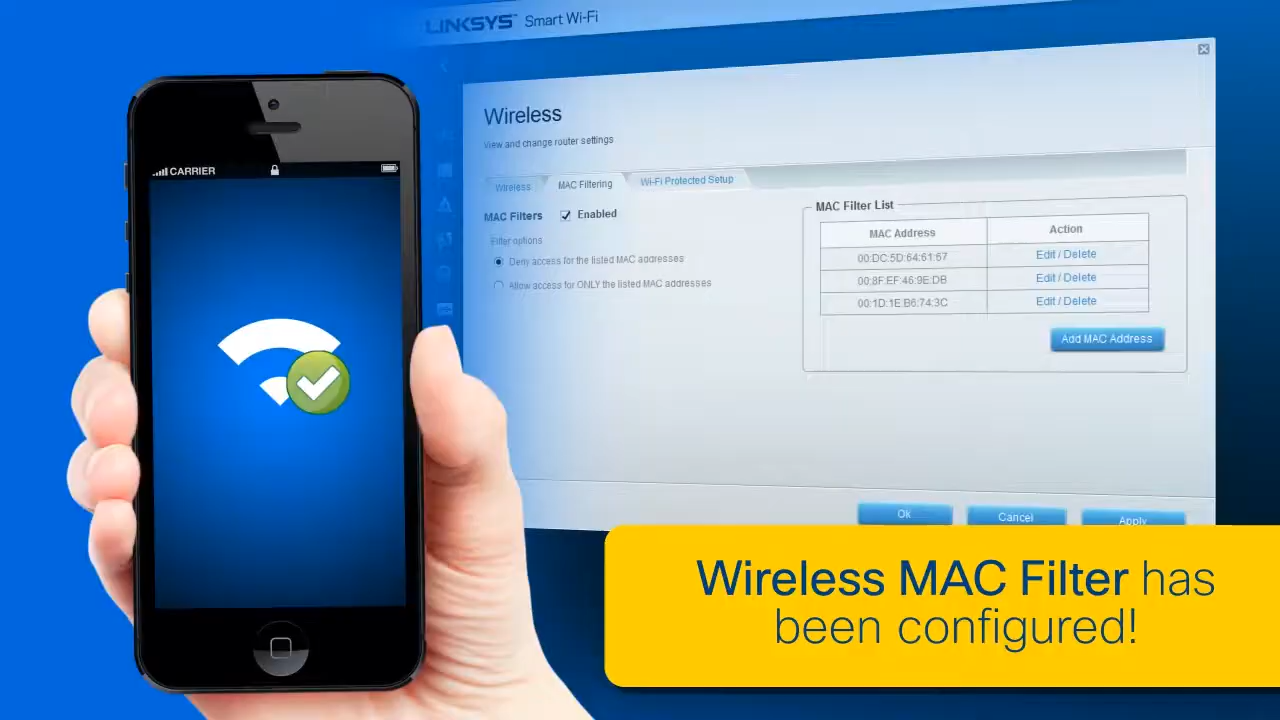 LINKSYS™ Smart Wi-Fi
CARRIER
Wireless
View and change router settings
Wireless
MAC Filtering
Wi-Fi Protected Setup
MAC Filters
Enabled
Filter options
Deny access for the listed MAC addresses
Allow access for ONLY the listed MAC addresses
MAC Filter List
MAC Address Action
00:DC:5D:64:61:67 Edit / Delete
00:8F:EF:46:9E:DB Edit / Delete
00:1D:1E:B6:74:3C Edit / Delete
Add MAC Address
Ok Cancel Apply
Wireless MAC Filter has
been configured!